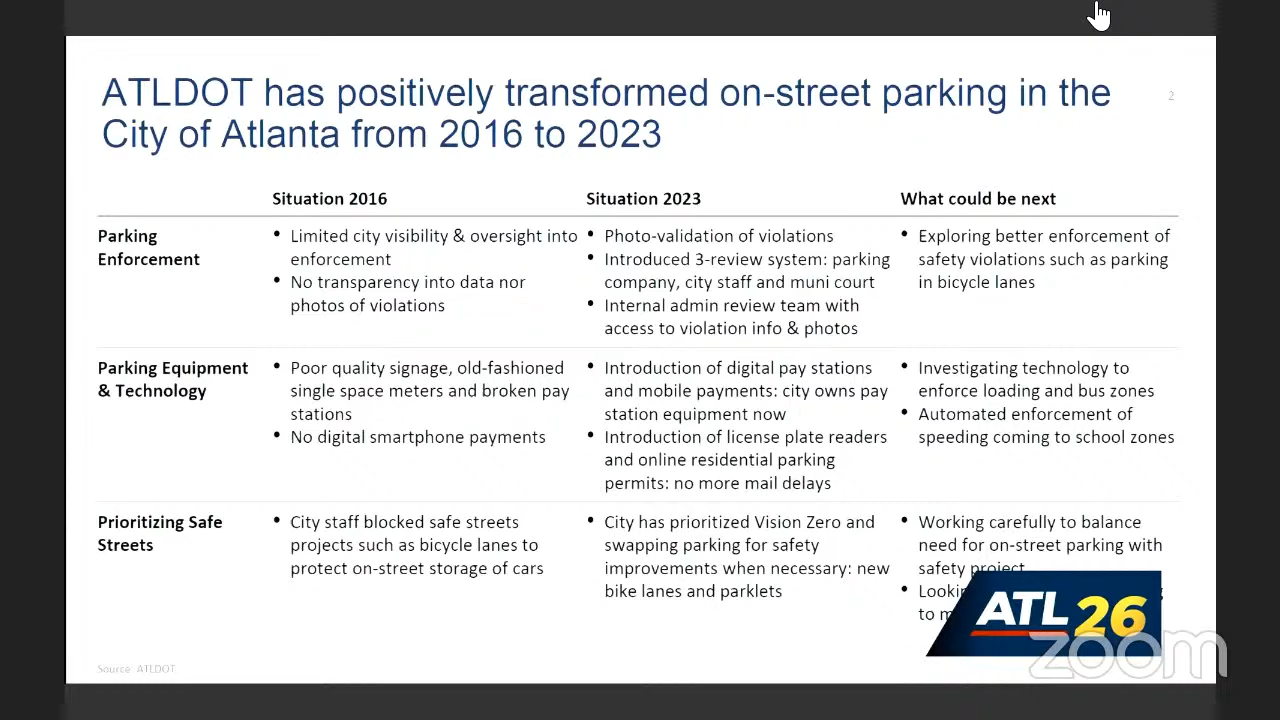 ATLDOT has positively transformed on-street parking in the
2
City of Atlanta from 2016 to 2023
Situation 2016
Situation 2023
What could be next
Parking
Enforcement
• Limited city visibility & oversight into
enforcement
• No transparency into data nor
photos of violations
• Photo-validation of violations
• Introduced 3-review system: parking
company, city staff and muni court
• Internal admin review team with
access to violation info & photos
• Exploring better enforcement of
safety violations such as parking
in bicycle lanes
Parking Equipment
& Technology
• Poor quality signage, old-fashioned
single space meters and broken pay
stations
• No digital smartphone payments
• Introduction of digital pay stations
and mobile payments: city owns pay
station equipment now
• Introduction of license plate readers
and online residential parking
permits: no more mail delays
• Investigating technology to
enforce loading and bus zones
• Automated enforcement of
speeding coming to school zones
Prioritizing Safe
Streets
• City staff blocked safe streets
projects such as bicycle lanes to
protect on-street storage of cars
• City has prioritized Vision Zero and
swapping parking for safety
improvements when necessary: new
bike lanes and parklets
• Working carefully to balance
need for on-street parking with
safety project
•
to
ATL 26
zoom
Source: ATLDOT